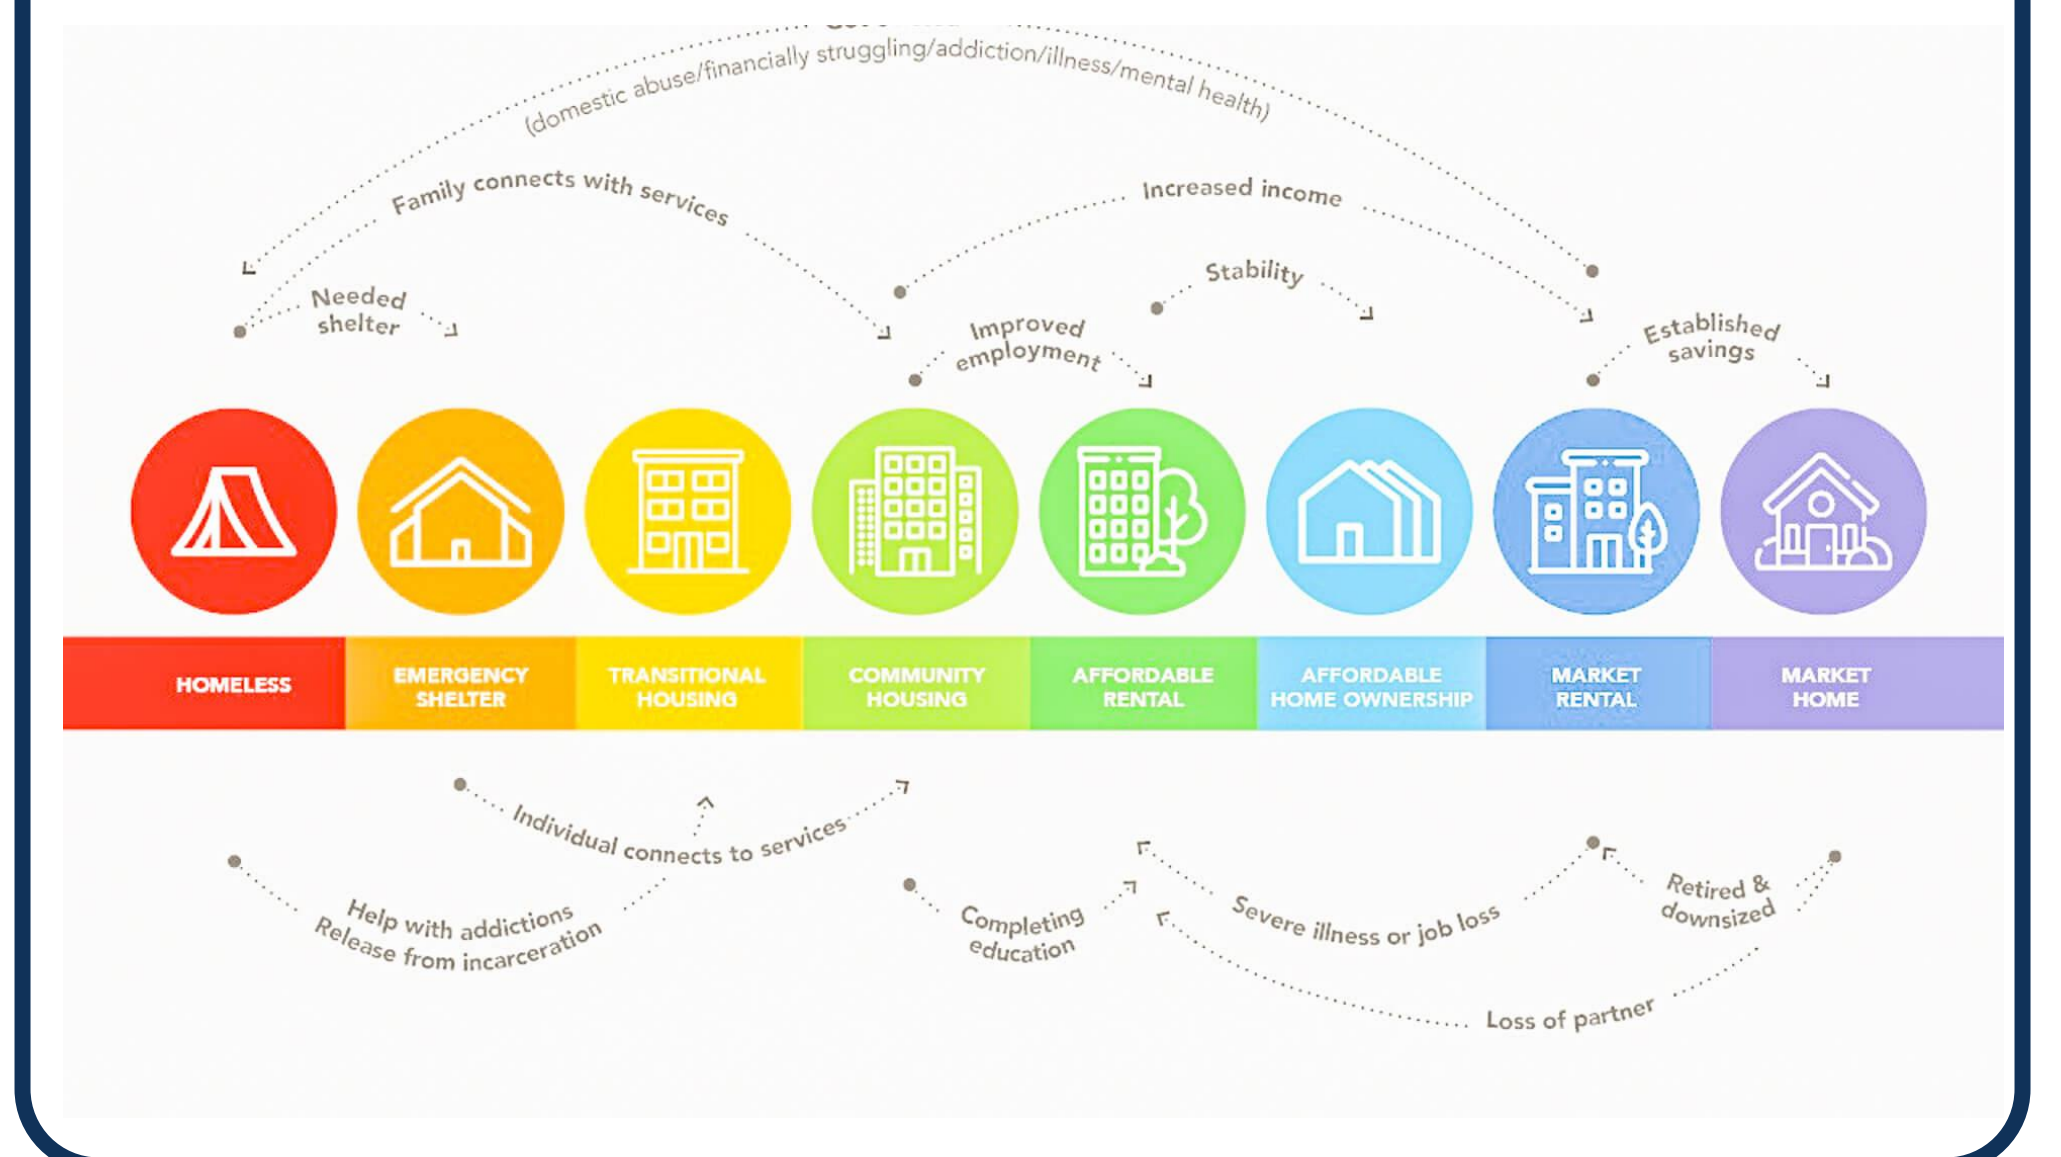 (domestic abuse/financially struggling/addiction/illness/mental health)
Family connects with services
Increased income
Needed
shelter
Stability
Improved
employment
Established
savings
HOMELESS
EMERGENCY
SHELTER
TRANSITIONAL
HOUSING
COMMUNITY
HOUSING
AFFORDABLE
RENTAL
AFFORDABLE
HOME OWNERSHIP
MARKET
RENTAL
MARKET
HOME
Individual connects to services
Help with addictions
Release from incarceration
Completing
education
Severe illness or job loss
Retired &
downsized
Loss of partner